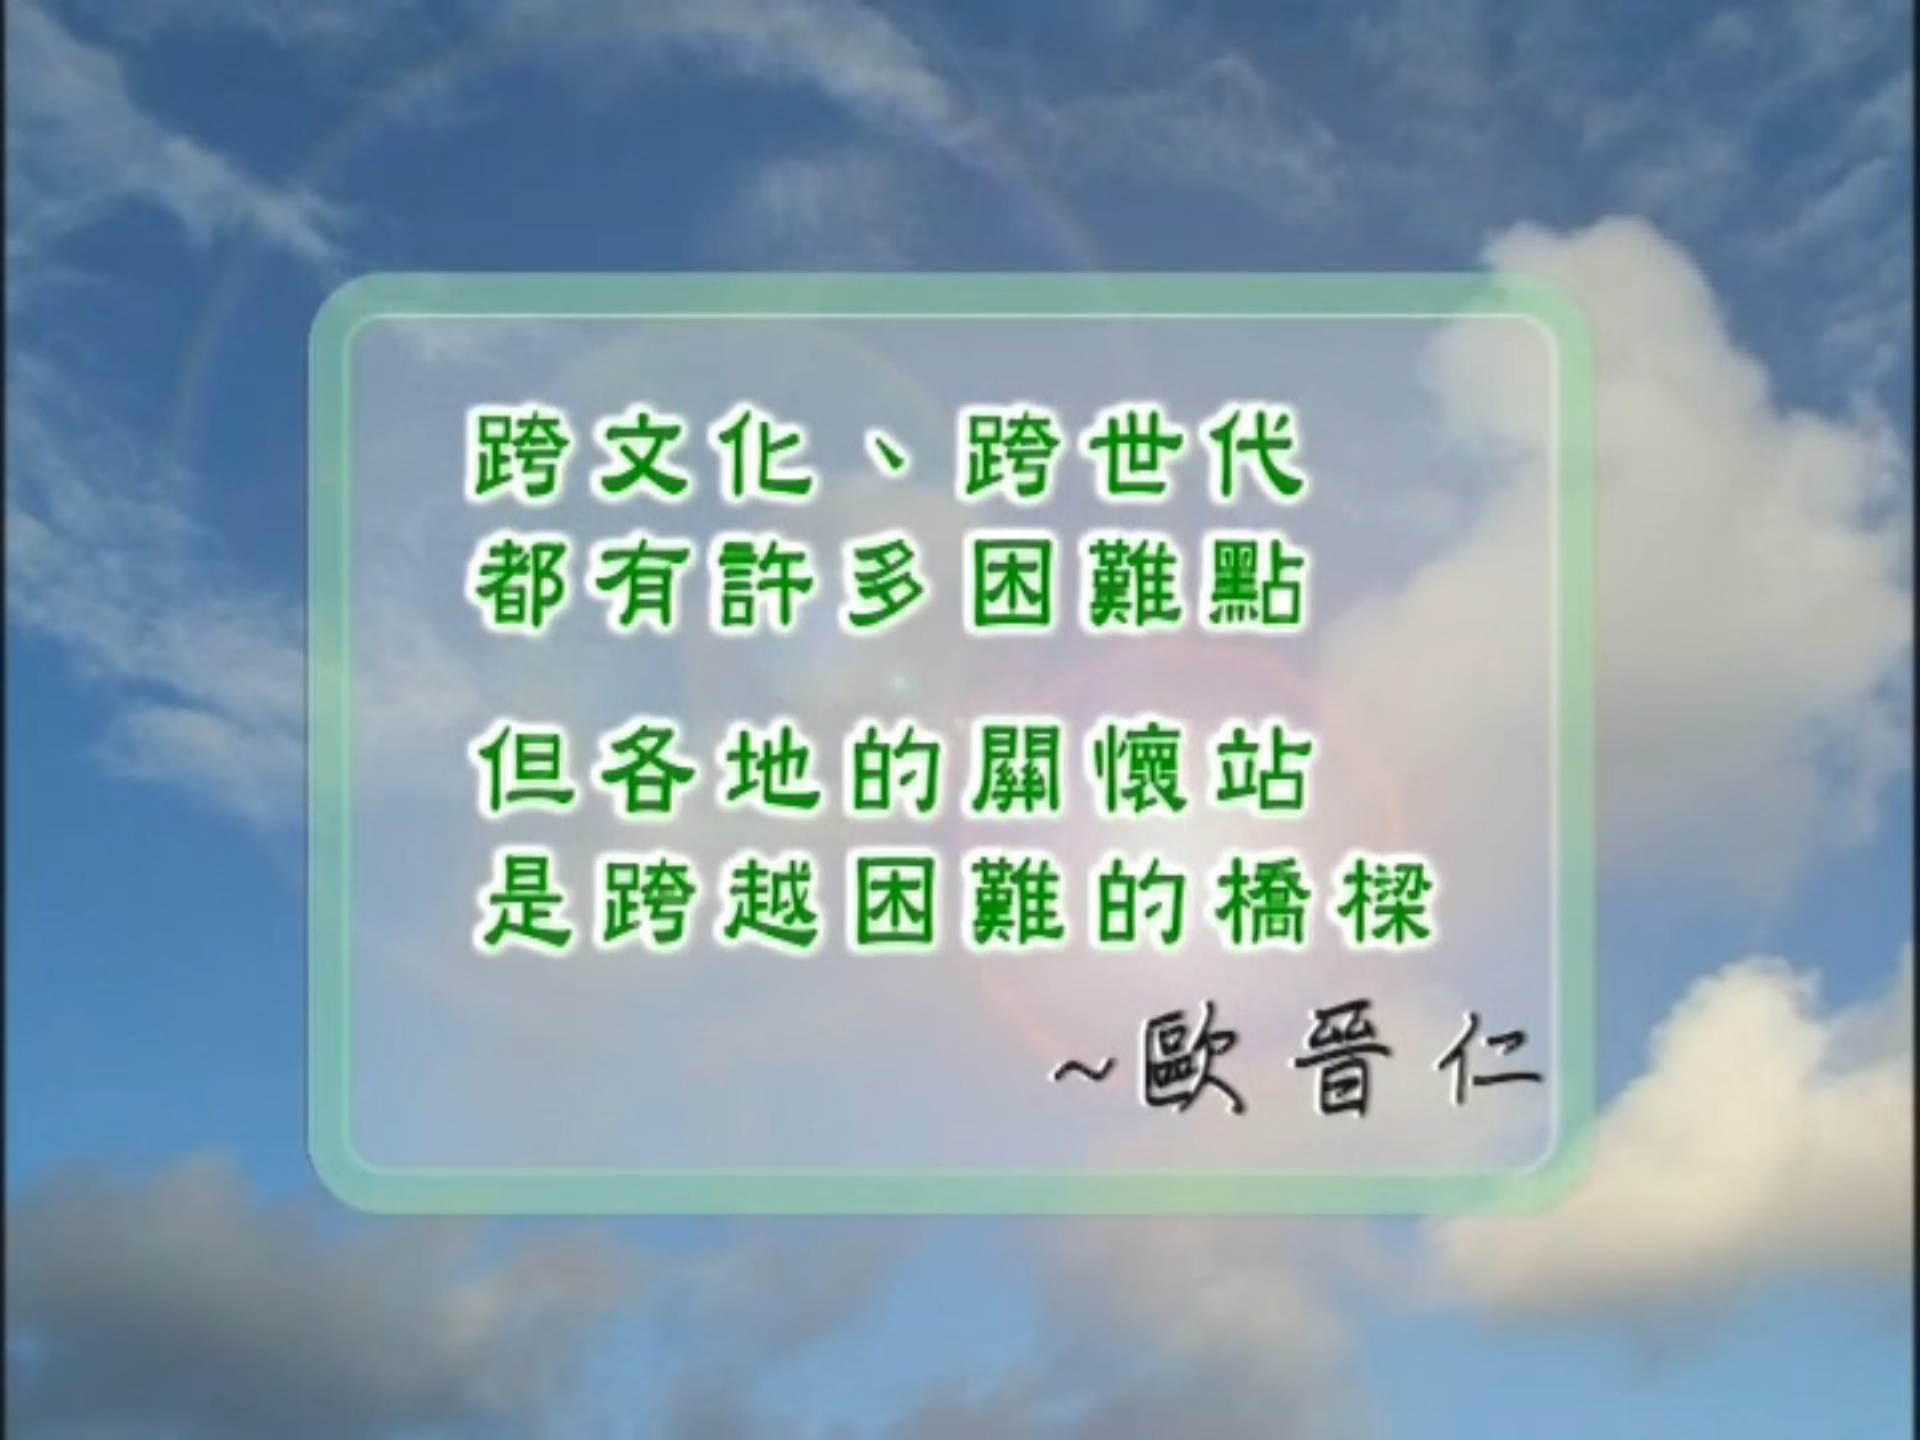 跨文化、跨世代
都有許多困難點
但各地的關懷站
是跨越困難的橋樑
~歐晉仁